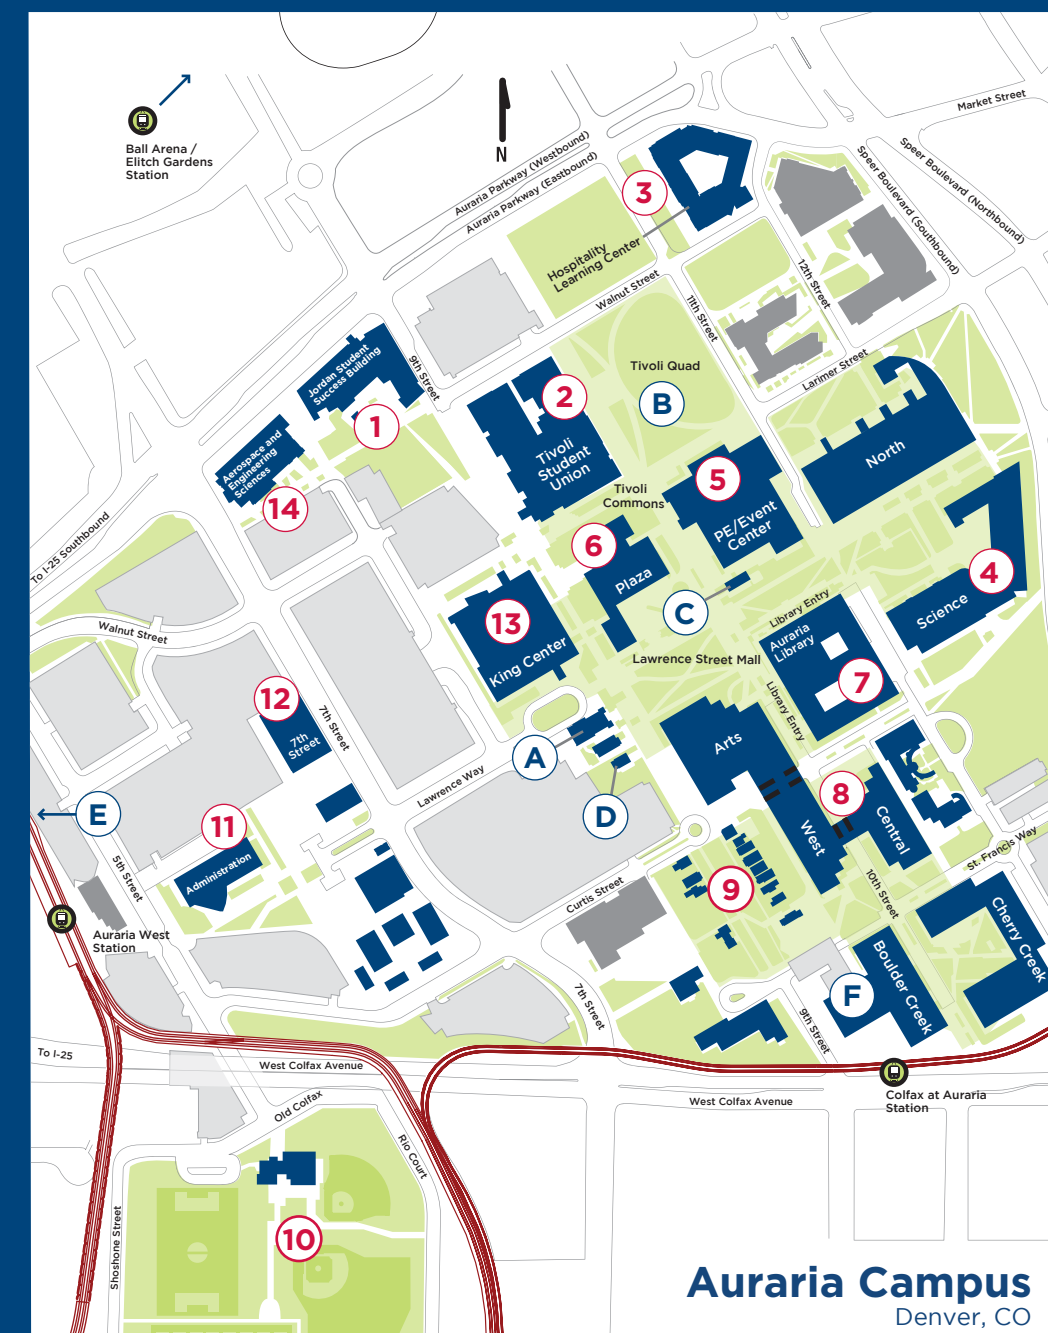 Market Street
Ball Arena /
Elitch Gardens
Station
N
Auraria Parkway (Westbound)
Auraria Parkway (Eastbound)
Speer Boulevard (Northbound)
Speer Boulevard (Southbound)
3
Hospitality
Learning Center
Walnut Street
12th Street
11th Street
Larimer Street
Jordan Student
Success Building
9th Street
Tivoli Quad
B
1
2
Tivoli
Student
Union
Aerospace and
Engineering
Sciences
14
North
5
PE/Event
Center
Tivoli
Commons
To I-25 Southbound
6
Plaza
4
Science
C
Library Entry
Walnut Street
13
King Center
Auraria
Library
Lawrence Street Mall
7
Library Entry
12
7th
Street
7th Street
A
Arts
Lawrence Way
D
8
E
11
Administration
West
Central
St. Francis Way
5th Street
9
Curtis Street
10th Street
Cherry Creek
Auraria West
Station
Boulder Creek
F
7th Street
9th Street
To I-25
West Colfax Avenue
Colfax at Auraria
Station
West Colfax Avenue
Old Colfax
Rio Court
Shoshone Street
10
Auraria Campus
Denver, CO